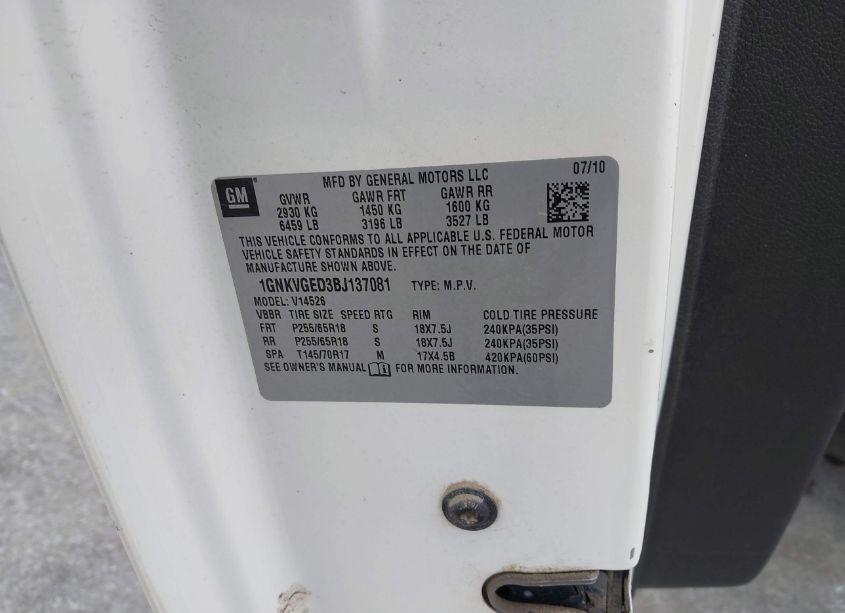 GM
MFD BY GENERAL MOTORS LLC 07/10
GVWR GAWR FRT GAWR RR
2930 KG 1450 KG 1600 KG
6459 LB 3196 LB 3527 LB
THIS VEHICLE CONFORMS TO ALL APPLICABLE U.S. FEDERAL MOTOR
VEHICLE SAFETY STANDARDS IN EFFECT ON THE DATE OF
MANUFACTURE SHOWN ABOVE.
1GNKVGED3BJ137081 TYPE: M.P.V.
MODEL: V14526
VBBR TIRE SIZE SPEED RTG RIM COLD TIRE PRESSURE
FRT P255/65R18 S 18X7.5J 240KPA(35PSI)
RR P255/65R18 S 18X7.5J 240KPA(35PSI)
SPA T145/70R17 M 17X4.5B 420KPA(60PSI)
SEE OWNER'S MANUAL FOR MORE INFORMATION.